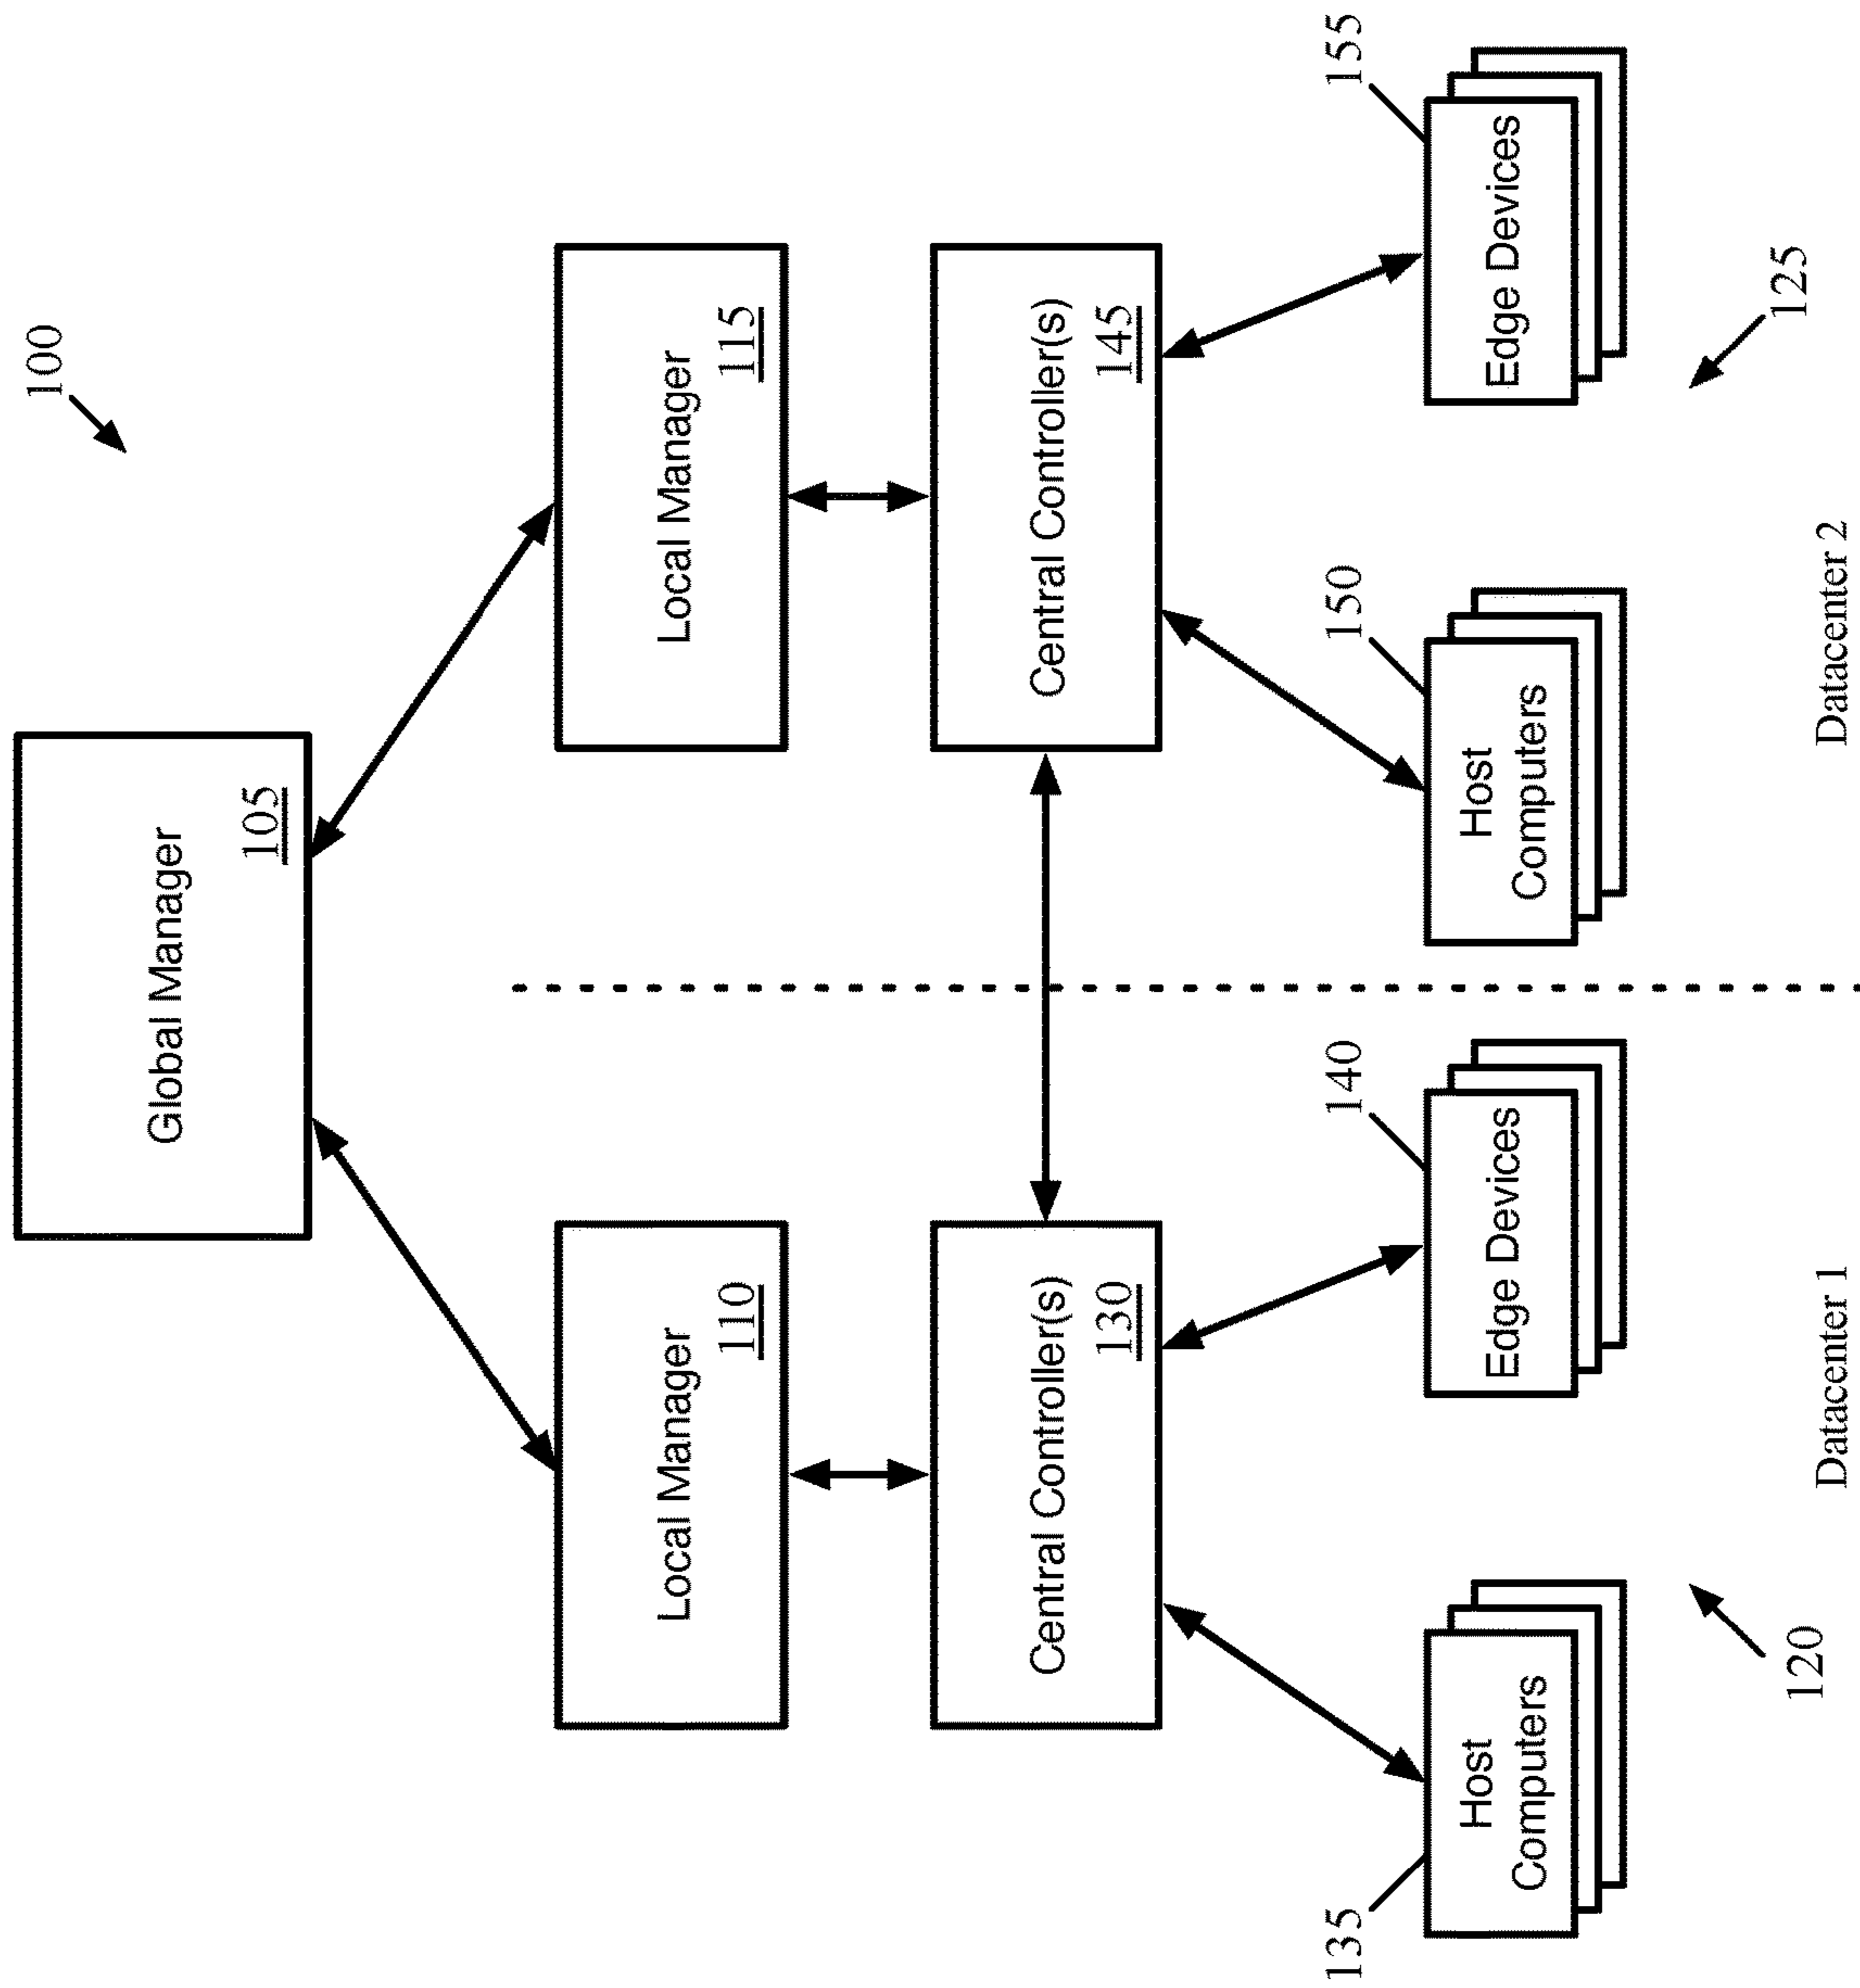 100
Global Manager
105
Local Manager
110
Local Manager
115
Central Controller(s)
130
Central Controller(s)
145
135
Host
Computers
140
Edge Devices
150
Host
Computers
155
Edge Devices
120
Datacenter 1
Datacenter 2
125